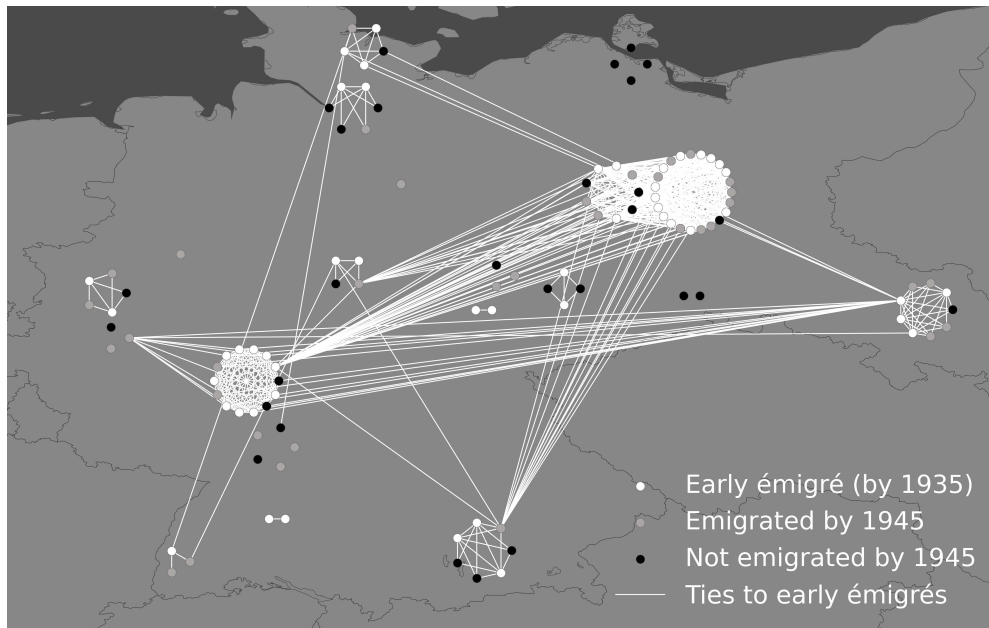 Early émigré (by 1935)
Emigrated by 1945
Not emigrated by 1945
Ties to early émigrés